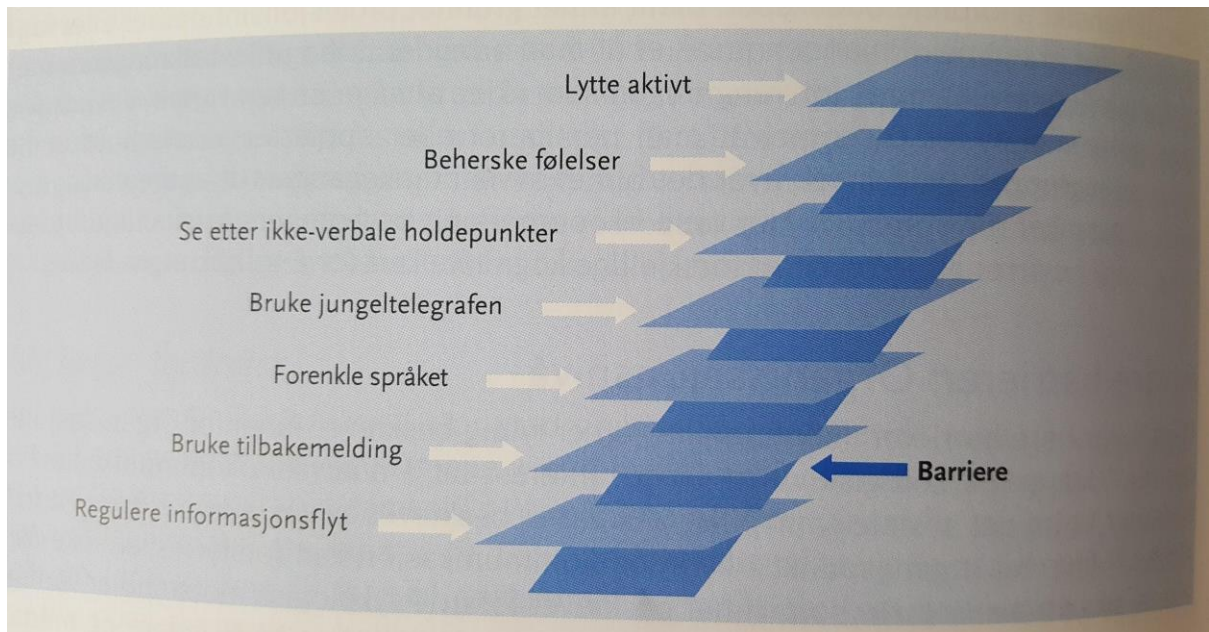 Lytte aktivt
Beherske følelser
Se etter ikke-verbale holdepunkter
Bruke jungeltelegrafen
Forenkle språket
Bruke tilbakemelding
Barriere
Regulere informasjonsflyt